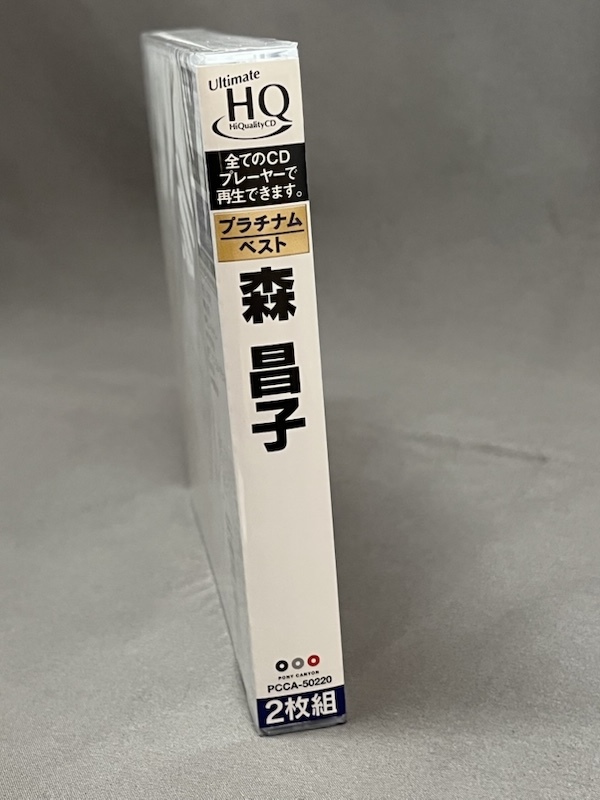 Ultimate
HQ
HiQualityCD
全てのCD
プレーヤーで
再生できます。
プラチナム
ベスト
森 昌子
PONY CANYON
PCCA-50220
2枚組